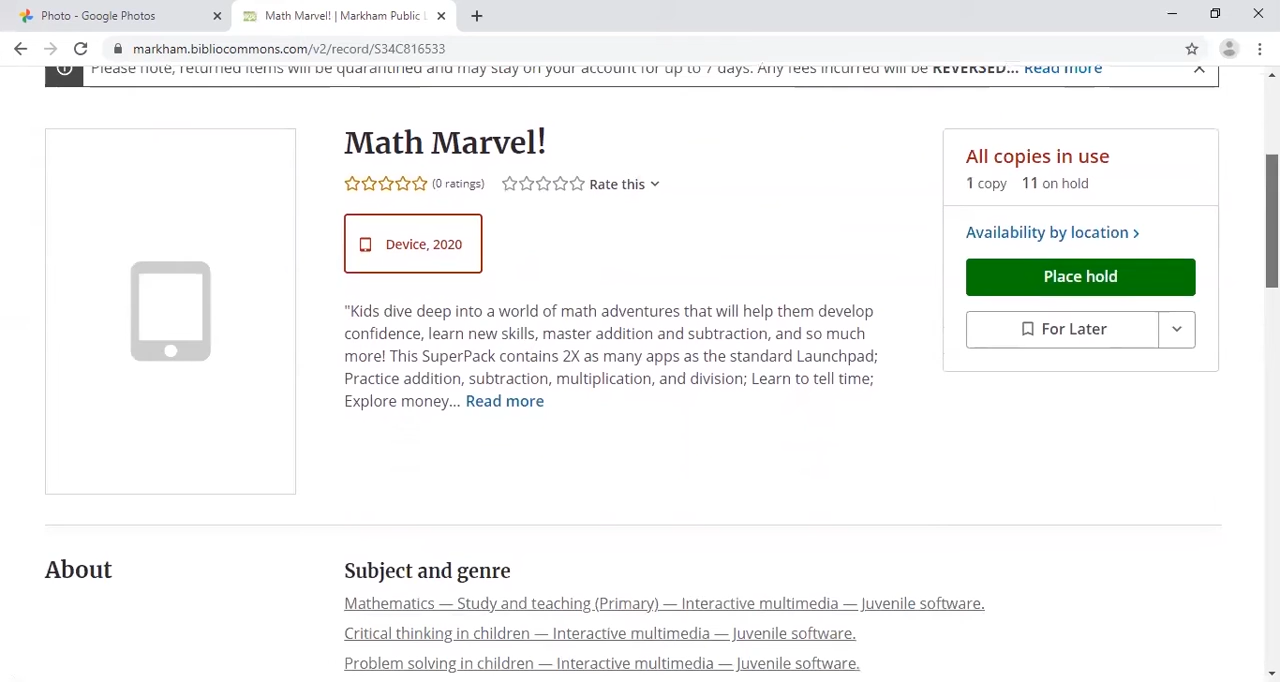 Photo - Google Photos
Math Marvel! | Markham Public L
markham.bibliocommons.com/v2/record/S34C816533
Please note, returned items will be quarantined and may stay on your account for up to 7 days. Any fees incurred will be REVERSED... Read more
Math Marvel!
(0 ratings) Rate this
Device, 2020
"Kids dive deep into a world of math adventures that will help them develop
confidence, learn new skills, master addition and subtraction, and so much
more! This SuperPack contains 2X as many apps as the standard Launchpad;
Practice addition, subtraction, multiplication, and division; Learn to tell time;
Explore money... Read more
All copies in use
1 copy 11 on hold
Availability by location
Place hold
For Later
About
Subject and genre
Mathematics — Study and teaching (Primary) — Interactive multimedia — Juvenile software.
Critical thinking in children — Interactive multimedia — Juvenile software.
Problem solving in children — Interactive multimedia — Juvenile software.